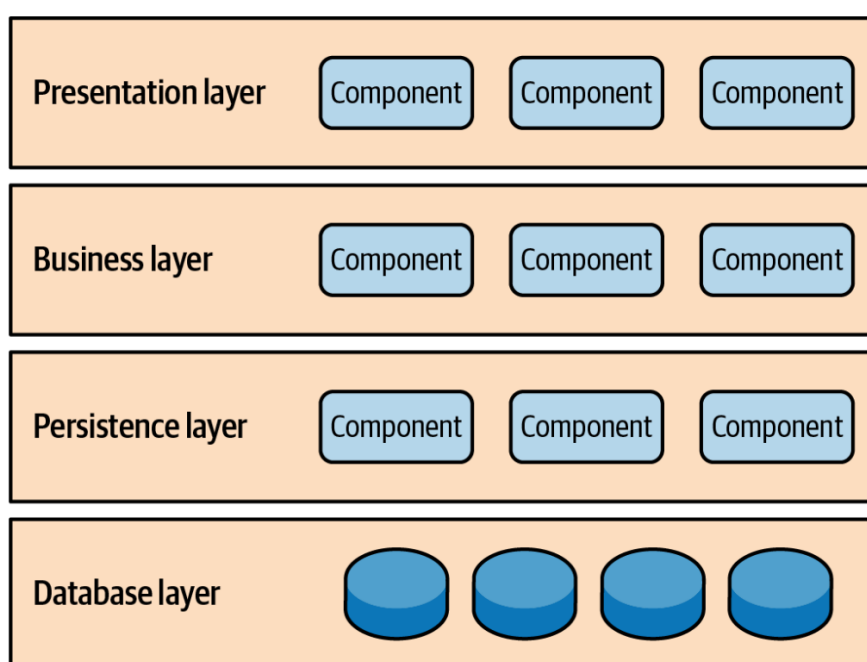 Presentation layer Component Component Component
Business layer Component Component Component
Persistence layer Component Component Component
Database layer